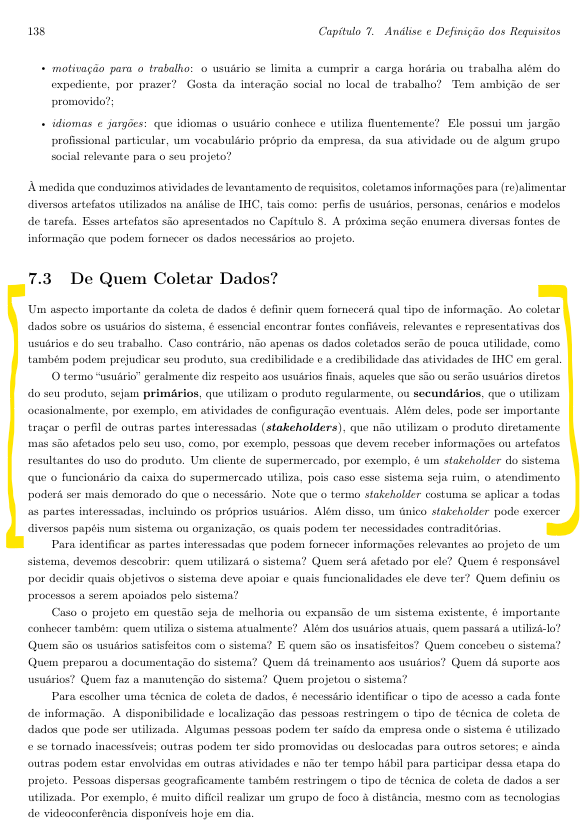 138 Capítulo 7. Análise e Definição dos Requisitos
• motivação para o trabalho: o usuário se limita a cumprir a carga horária ou trabalha além do
expediente, por prazer? Gosta da interação social no local de trabalho? Tem ambição de ser
promovido?;
• idiomas e jargões: que idiomas o usuário conhece e utiliza fluentemente? Ele possui um jargão
profissional particular, um vocabulário próprio da empresa, da sua atividade ou de algum grupo
social relevante para o seu projeto?
À medida que conduzimos atividades de levantamento de requisitos, coletamos informações para (re)alimentar
diversos artefatos utilizados na análise de IHC, tais como: perfis de usuários, personas, cenários e modelos
de tarefa. Esses artefatos são apresentados no Capítulo 8. A próxima seção enumera diversas fontes de
informação que podem fornecer os dados necessários ao projeto.
7.3 De Quem Coletar Dados?
Um aspecto importante da coleta de dados é definir quem fornecerá qual tipo de informação. Ao coletar
dados sobre os usuários do sistema, é essencial encontrar fontes confiáveis, relevantes e representativas dos
usuários e do seu trabalho. Caso contrário, não apenas os dados coletados serão de pouca utilidade, como
também podem prejudicar seu produto, sua credibilidade e a credibilidade das atividades de IHC em geral.
O termo “usuário” geralmente diz respeito aos usuários finais, aqueles que são ou serão usuários diretos
do seu produto, sejam primários, que utilizam o produto regularmente, ou secundários, que o utilizam
ocasionalmente, por exemplo, em atividades de configuração eventuais. Além deles, pode ser importante
traçar o perfil de outras partes interessadas (stakeholders), que não utilizam o produto diretamente
mas são afetados pelo seu uso, como, por exemplo, pessoas que devem receber informações ou artefatos
resultantes do uso do produto. Um cliente de supermercado, por exemplo, é um stakeholder do sistema
que o funcionário da caixa do supermercado utiliza, pois caso esse sistema seja ruim, o atendimento
poderá ser mais demorado do que o necessário. Note que o termo stakeholder costuma se aplicar a todas
as partes interessadas, incluindo os próprios usuários. Além disso, um único stakeholder pode exercer
diversos papéis num sistema ou organização, os quais podem ter necessidades contraditórias.
Para identificar as partes interessadas que podem fornecer informações relevantes ao projeto de um
sistema, devemos descobrir: quem utilizará o sistema? Quem será afetado por ele? Quem é responsável
por decidir quais objetivos o sistema deve apoiar e quais funcionalidades ele deve ter? Quem definiu os
processos a serem apoiados pelo sistema?
Caso o projeto em questão seja de melhoria ou expansão de um sistema existente, é importante
conhecer também: quem utiliza o sistema atualmente? Além dos usuários atuais, quem passará a utilizá-lo?
Quem são os usuários satisfeitos com o sistema? E quem são os insatisfeitos? Quem concebeu o sistema?
Quem preparou a documentação do sistema? Quem dá treinamento aos usuários? Quem dá suporte aos
usuários? Quem faz a manutenção do sistema? Quem projetou o sistema?
Para escolher uma técnica de coleta de dados, é necessário identificar o tipo de acesso a cada fonte
de informação. A disponibilidade e localização das pessoas restringem o tipo de técnica de coleta de
dados que pode ser utilizada. Algumas pessoas podem ter saído da empresa onde o sistema é utilizado
e se tornado inacessíveis; outras podem ter sido promovidas ou deslocadas para outros setores; e ainda
outras podem estar envolvidas em outras atividades e não ter tempo hábil para participar dessa etapa do
projeto. Pessoas dispersas geograficamente também restringem o tipo de técnica de coleta de dados a ser
utilizada. Por exemplo, é muito difícil realizar um grupo de foco à distância, mesmo com as tecnologias
de videoconferência disponíveis hoje em dia.